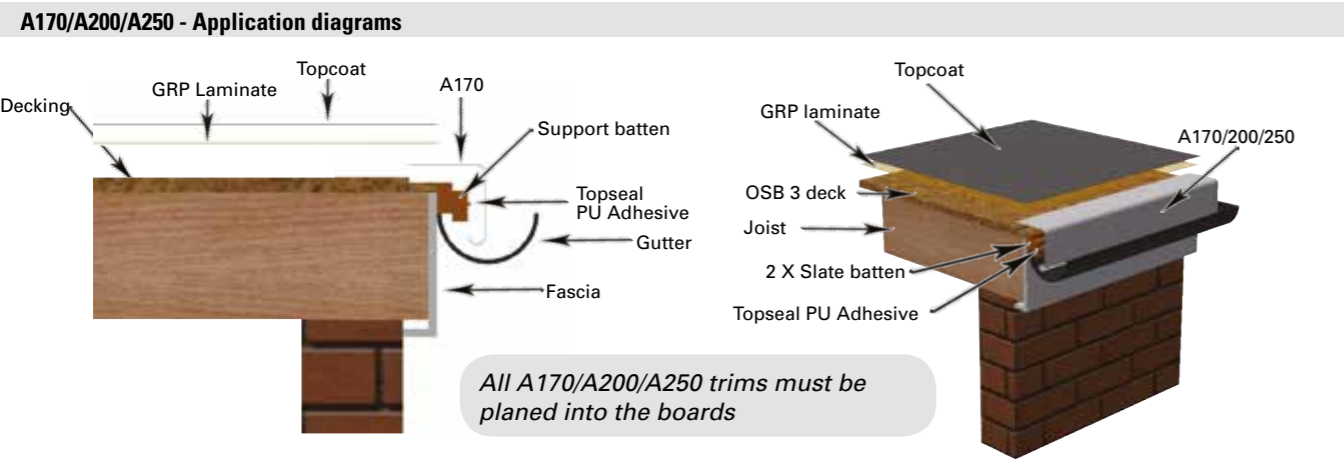 A170/A200/A250 - Application diagrams
Topcoat
GRP Laminate
A170
Decking
Support batten
Topseal
PU Adhesive
Gutter
Fascia
All A170/A200/A250 trims must be
planed into the boards
Topcoat
GRP laminate
A170/200/250
OSB 3 deck
Joist
2 X Slate batten
Topseal PU Adhesive